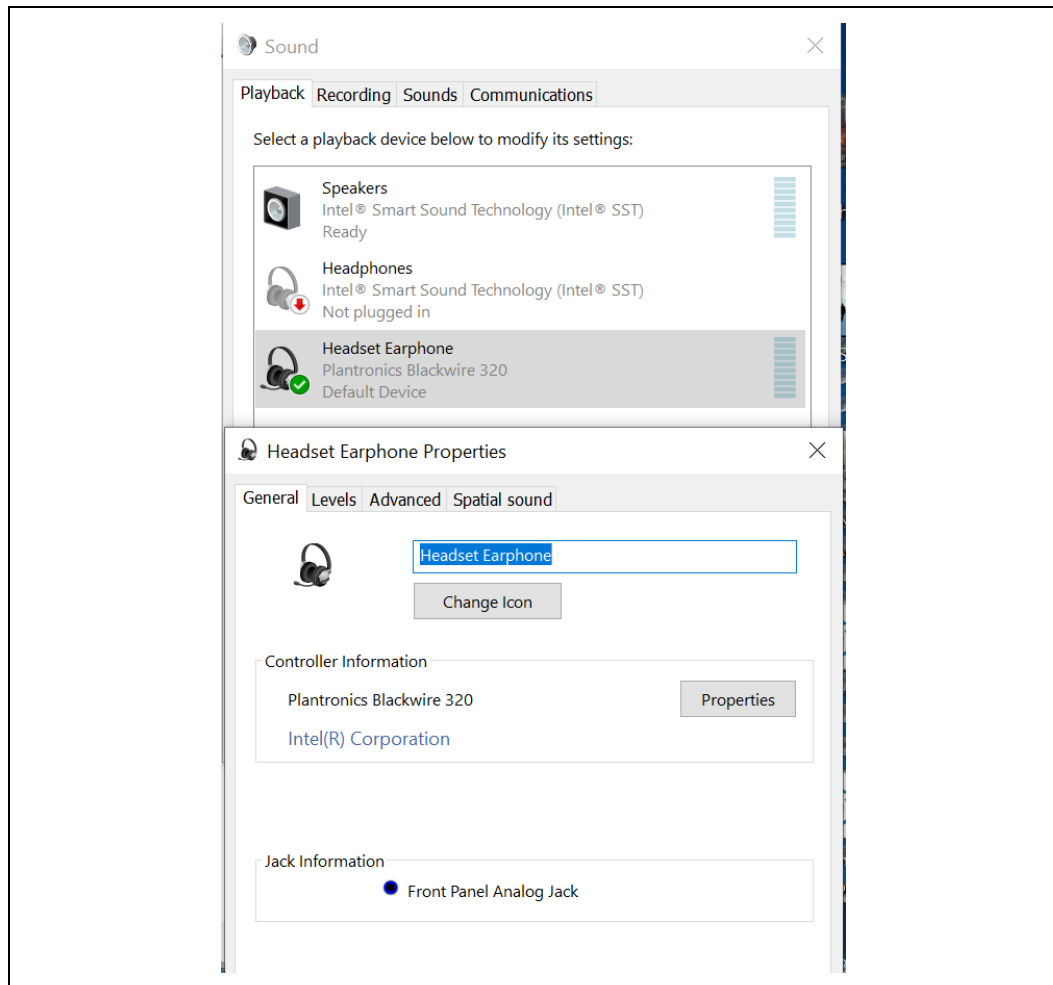 Sound
Playback Recording Sounds Communications
Select a playback device below to modify its settings:
Speakers
Intel® Smart Sound Technology (Intel® SST)
Ready
Headphones
Intel® Smart Sound Technology (Intel® SST)
Not plugged in
Headset Earphone
Plantronics Blackwire 320
Default Device
Headset Earphone Properties
General Levels Advanced Spatial sound
Headset Earphone
Change Icon
Controller Information
Plantronics Blackwire 320 Properties
Intel(R) Corporation
Jack Information
Front Panel Analog Jack